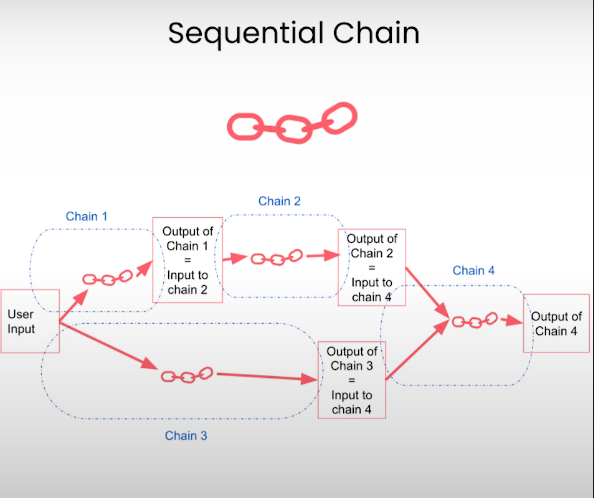 Sequential Chain
Chain 1
Chain 2
Output of
Chain 1
=
Input to
chain 2
Output of
Chain 2
=
Input to
chain 4
Chain 4
User
Input
Output of
Chain 4
Output of
Chain 3
=
Input to
chain 4
Chain 3